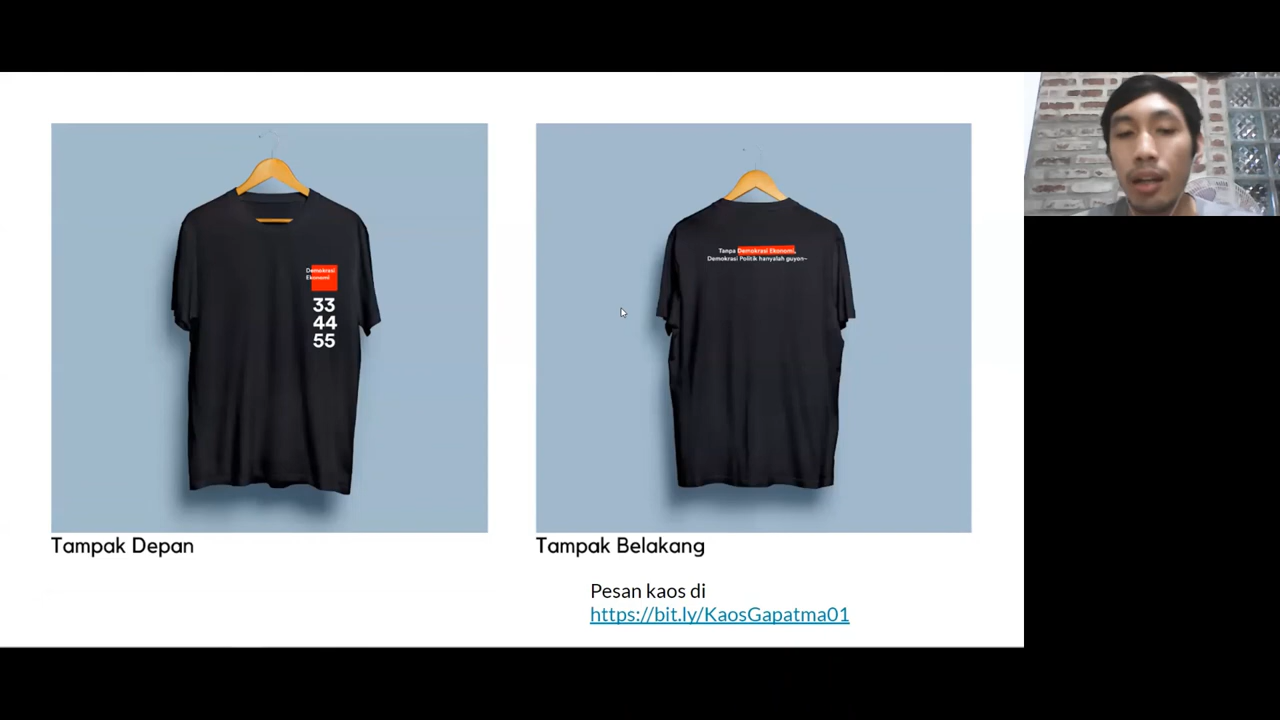 Demokrasi
Ekonomi
33
44
55
Tanpa Demokrasi Ekonomi,
Demokrasi Politik hanyalah guyon~
Tampak Depan
Tampak Belakang
Pesan kaos di
https://bit.ly/KaosGapatma01